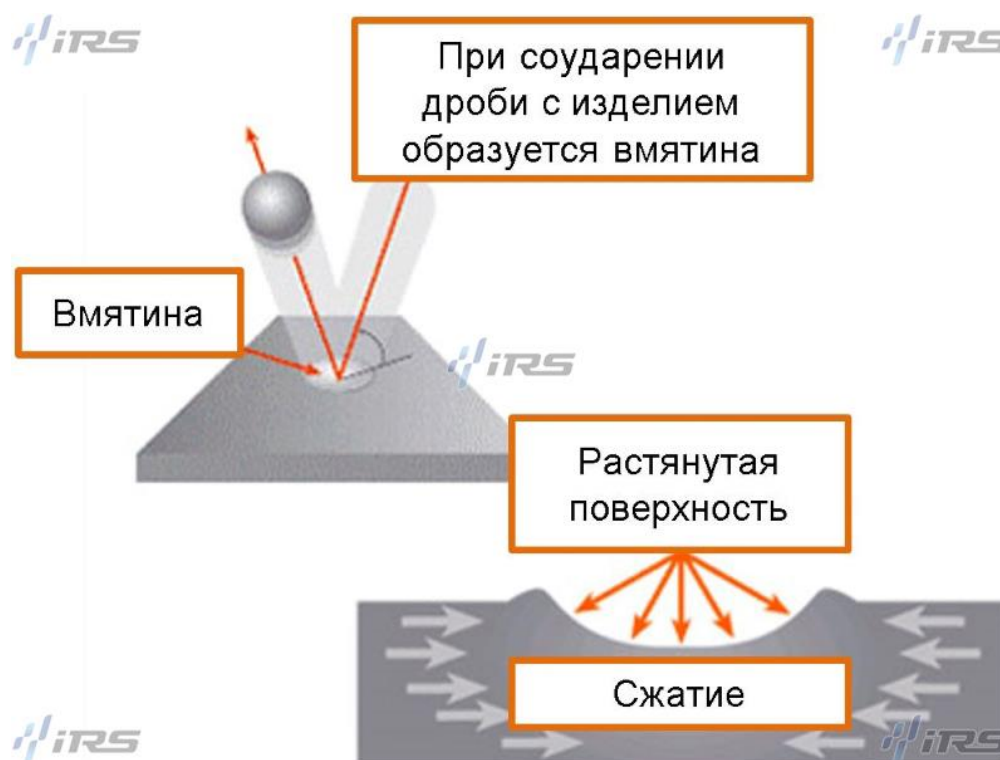 iRS
iRS
При соударении
дроби с изделием
образуется вмятина
Вмятина
iRS
Растянутая
поверхность
Сжатие
iRS
iRS